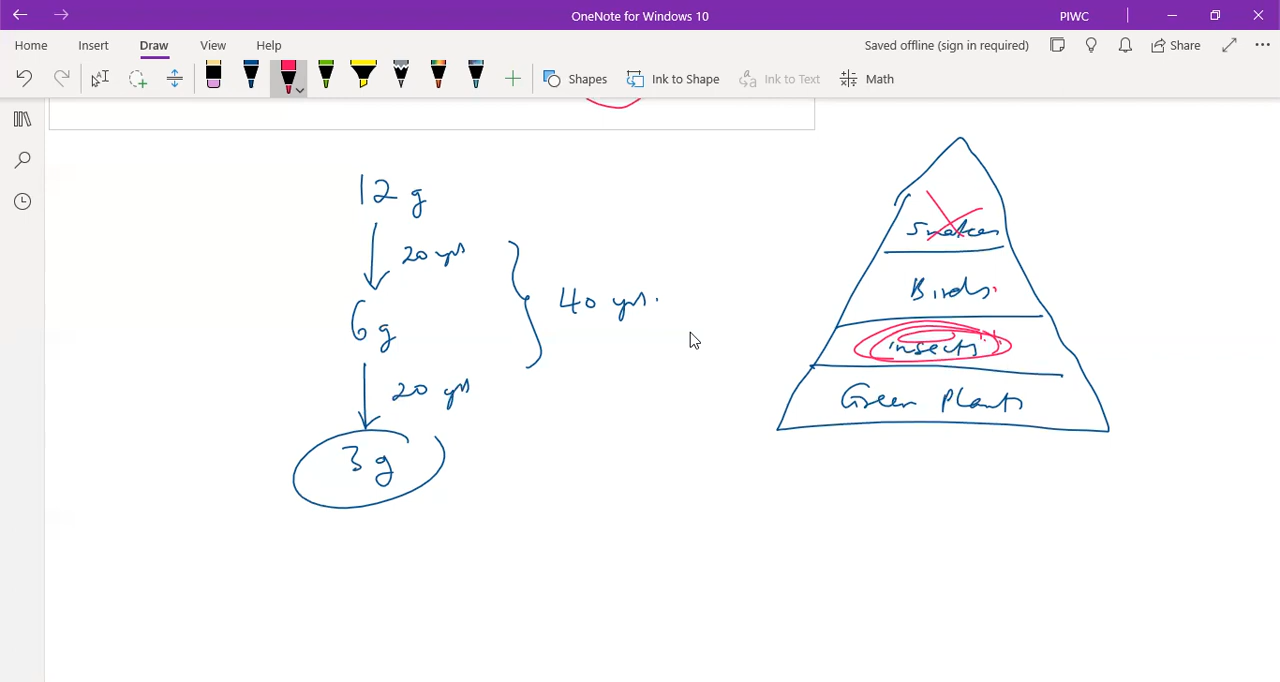 OneNote for Windows 10
PIWC
Home Insert Draw View Help
Saved offline (sign in required)
Share
Shapes
Ink to Shape
Ink to Text
Math
12 g
20 yrs
6 g
40 yrs.
20 yrs
3 g
Snakes
Birds
insects
Green Plants